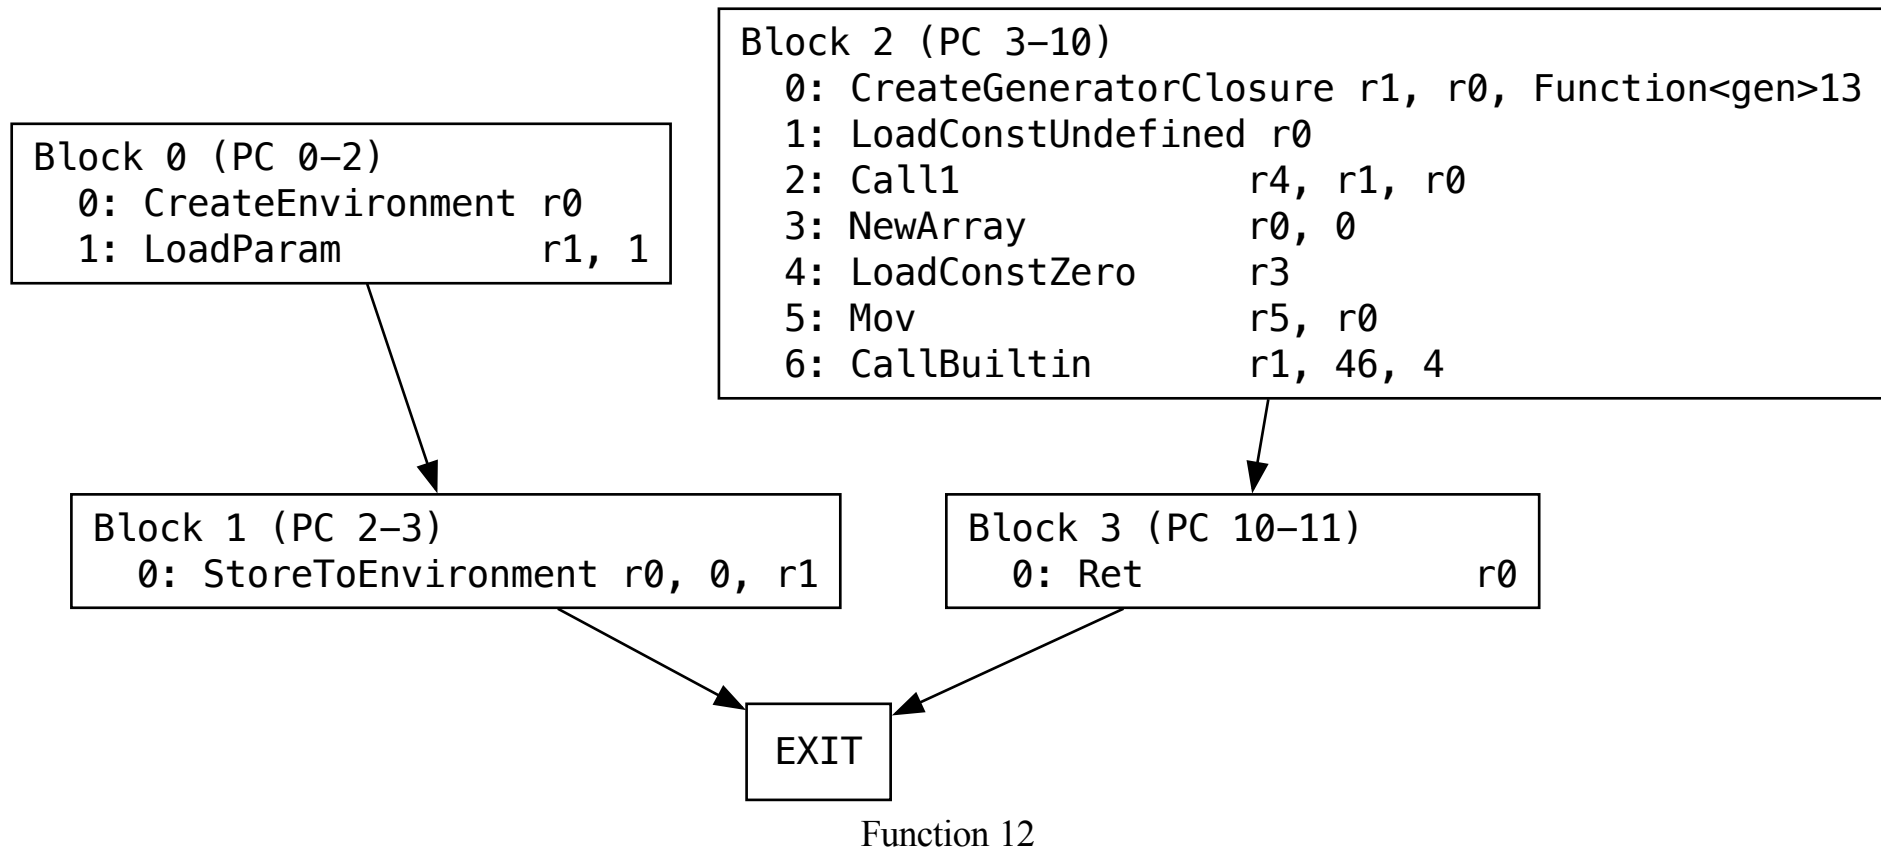 Block 0 (PC 0–2)
0: CreateEnvironment r0
1: LoadParam r1, 1
Block 2 (PC 3–10)
0: CreateGeneratorClosure r1, r0, Function<gen>13
1: LoadConstUndefined r0
2: Call1 r4, r1, r0
3: NewArray r0, 0
4: LoadConstZero r3
5: Mov r5, r0
6: CallBuiltin r1, 46, 4
Block 1 (PC 2–3)
0: StoreToEnvironment r0, 0, r1
Block 3 (PC 10–11)
0: Ret r0
EXIT
Function 12